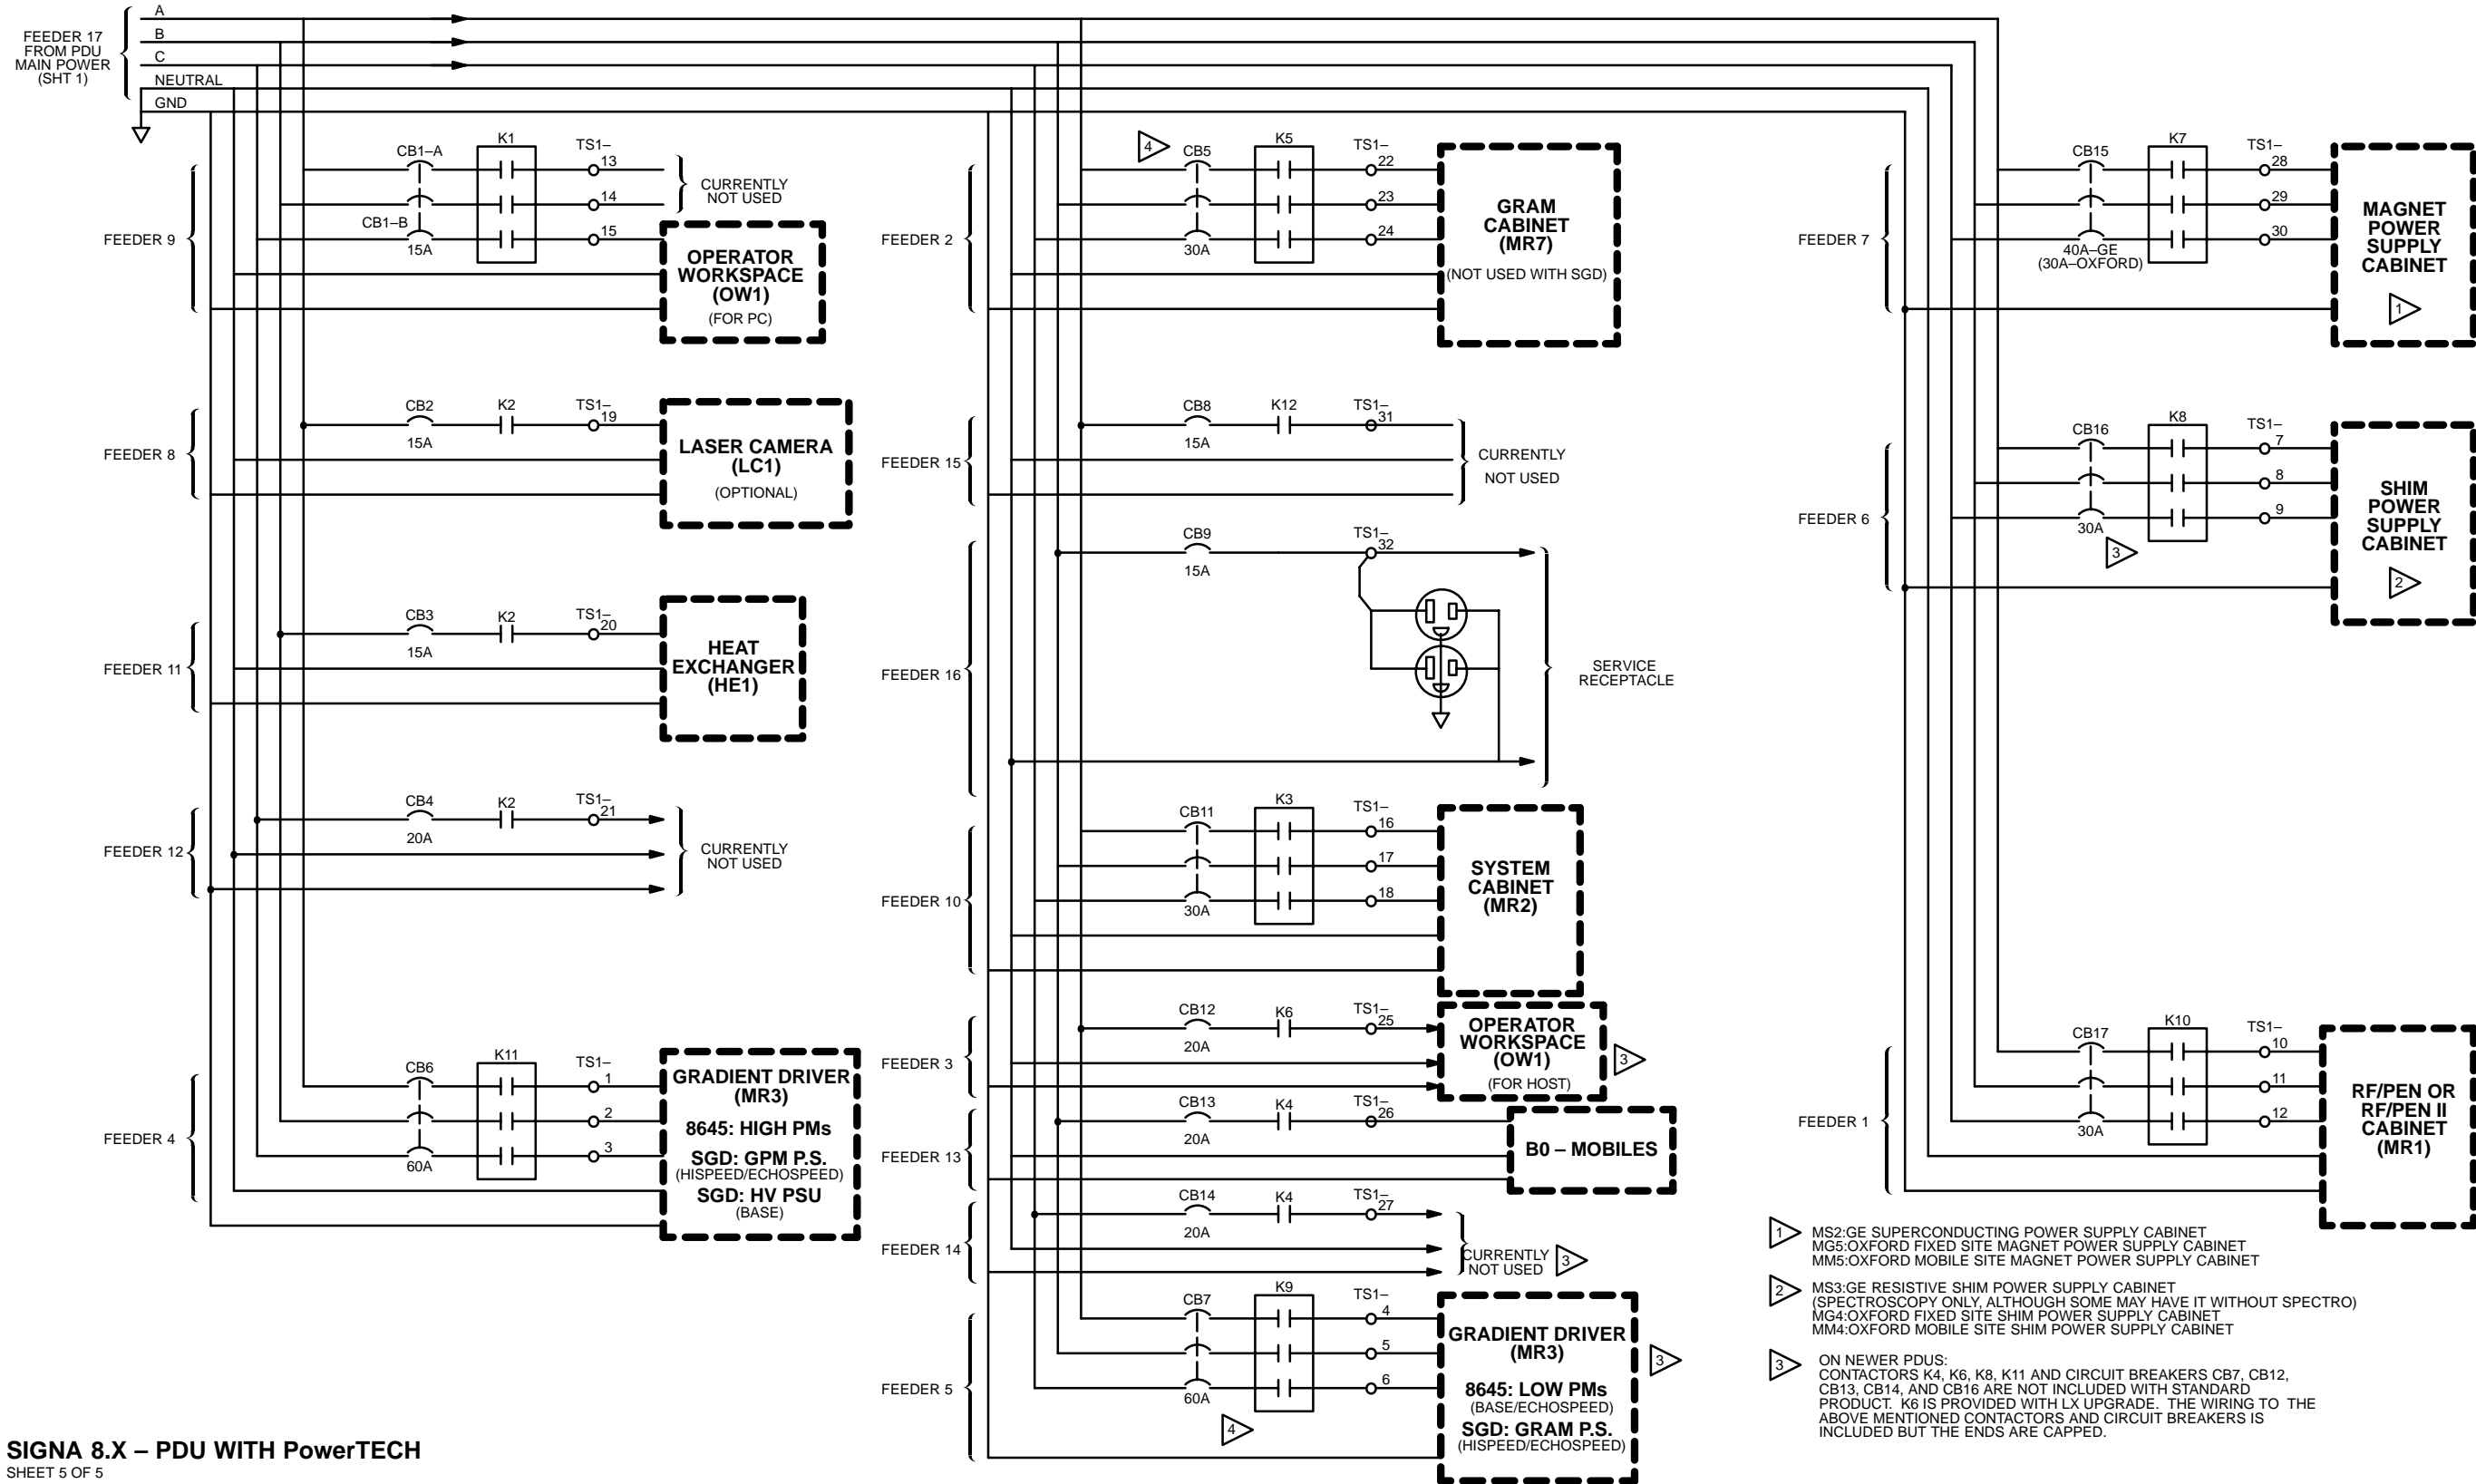 FEEDER 17
FROM PDU
MAIN POWER
(SHT 1)
A
B
C
NEUTRAL
GND
FEEDER 9
CB1–A
CB1–B
15A
K1
TS1–
13
14
15
CURRENTLY
NOT USED
OPERATOR
WORKSPACE
(OW1)
(FOR PC)
FEEDER 8
CB2
15A
K2
TS1–
19
LASER CAMERA
(LC1)
(OPTIONAL)
FEEDER 11
CB3
15A
K2
TS1–
20
HEAT
EXCHANGER
(HE1)
FEEDER 12
CB4
20A
K2
TS1–
21
CURRENTLY
NOT USED
FEEDER 4
CB6
60A
K11
TS1–
1
2
3
GRADIENT DRIVER
(MR3)
8645: HIGH PMs
SGD: GPM P.S.
(HISPEED/ECHOSPEED)
SGD: HV PSU
(BASE)
FEEDER 2
4
CB5
30A
K5
TS1–
22
23
24
GRAM
CABINET
(MR7)
(NOT USED WITH SGD)
FEEDER 15
CB8
15A
K12
TS1–
31
CURRENTLY
NOT USED
FEEDER 16
CB9
15A
TS1–
32
SERVICE
RECEPTACLE
FEEDER 10
CB11
30A
K3
TS1–
16
17
18
SYSTEM
CABINET
(MR2)
FEEDER 3
CB12
20A
K6
TS1–
25
OPERATOR
WORKSPACE
(OW1)
(FOR HOST)
3
FEEDER 13
CB13
20A
K4
TS1–
26
B0 – MOBILES
FEEDER 14
CB14
20A
K4
TS1–
27
CURRENTLY
NOT USED
3
FEEDER 5
CB7
60A
4
K9
TS1–
4
5
6
GRADIENT DRIVER
(MR3)
8645: LOW PMs
(BASE/ECHOSPEED)
SGD: GRAM P.S.
(HISPEED/ECHOSPEED)
3
FEEDER 7
CB15
40A–GE
(30A–OXFORD)
K7
TS1–
28
29
30
MAGNET
POWER
SUPPLY
CABINET
1
FEEDER 6
CB16
30A
3
K8
TS1–
7
8
9
SHIM
POWER
SUPPLY
CABINET
2
FEEDER 1
CB17
30A
K10
TS1–
10
11
12
RF/PEN OR
RF/PEN II
CABINET
(MR1)
1
MS2:GE SUPERCONDUCTING POWER SUPPLY CABINET
MG5:OXFORD FIXED SITE MAGNET POWER SUPPLY CABINET
MM5:OXFORD MOBILE SITE MAGNET POWER SUPPLY CABINET
2
MS3:GE RESISTIVE SHIM POWER SUPPLY CABINET
(SPECTROSCOPY ONLY, ALTHOUGH SOME MAY HAVE IT WITHOUT SPECTRO)
MG4:OXFORD FIXED SITE SHIM POWER SUPPLY CABINET
MM4:OXFORD MOBILE SITE SHIM POWER SUPPLY CABINET
3
ON NEWER PDUS:
CONTACTORS K4, K6, K8, K11 AND CIRCUIT BREAKERS CB7, CB12,
CB13, CB14, AND CB16 ARE NOT INCLUDED WITH STANDARD
PRODUCT. K6 IS PROVIDED WITH LX UPGRADE. THE WIRING TO THE
ABOVE MENTIONED CONTACTORS AND CIRCUIT BREAKERS IS
INCLUDED BUT THE ENDS ARE CAPPED.
SIGNA 8.X – PDU WITH PowerTECH
SHEET 5 OF 5